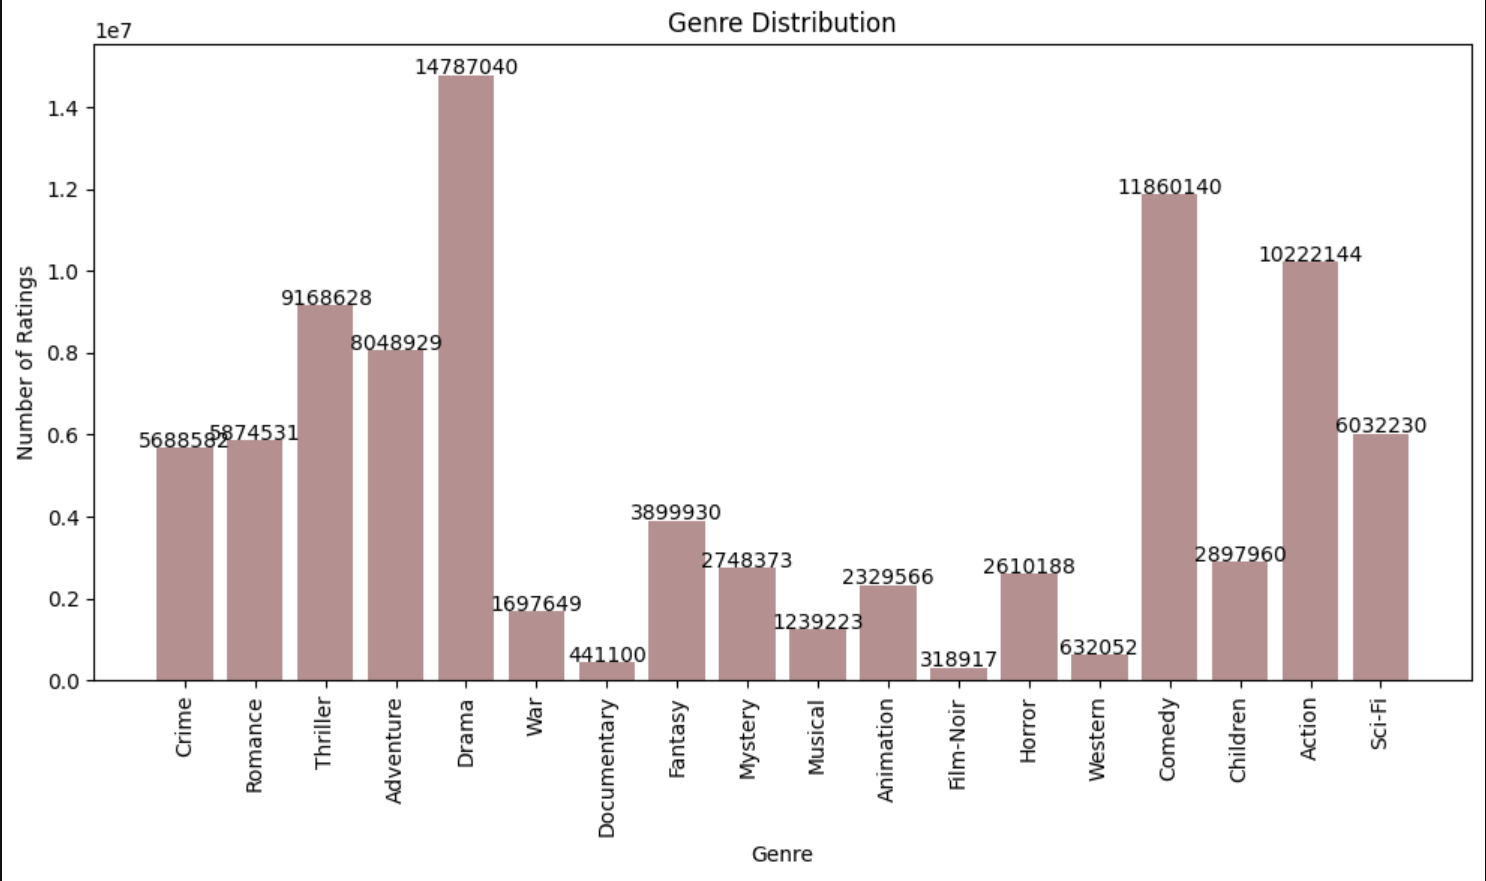 Genre Distribution
1e7
14787040
1.4
11860140
1.2
10222144
1.0
9168628
8048929
0.8
6032230
5688582
5874531
0.6
3899930
0.4
2748373
2897960
2610188
2329566
1697649
0.2
1239223
441100
632052
318917
0.0
Number of Ratings
Crime
Romance
Thriller
Adventure
Drama
War
Documentary
Fantasy
Mystery
Musical
Animation
Film-Noir
Horror
Western
Comedy
Children
Action
Sci-Fi
Genre